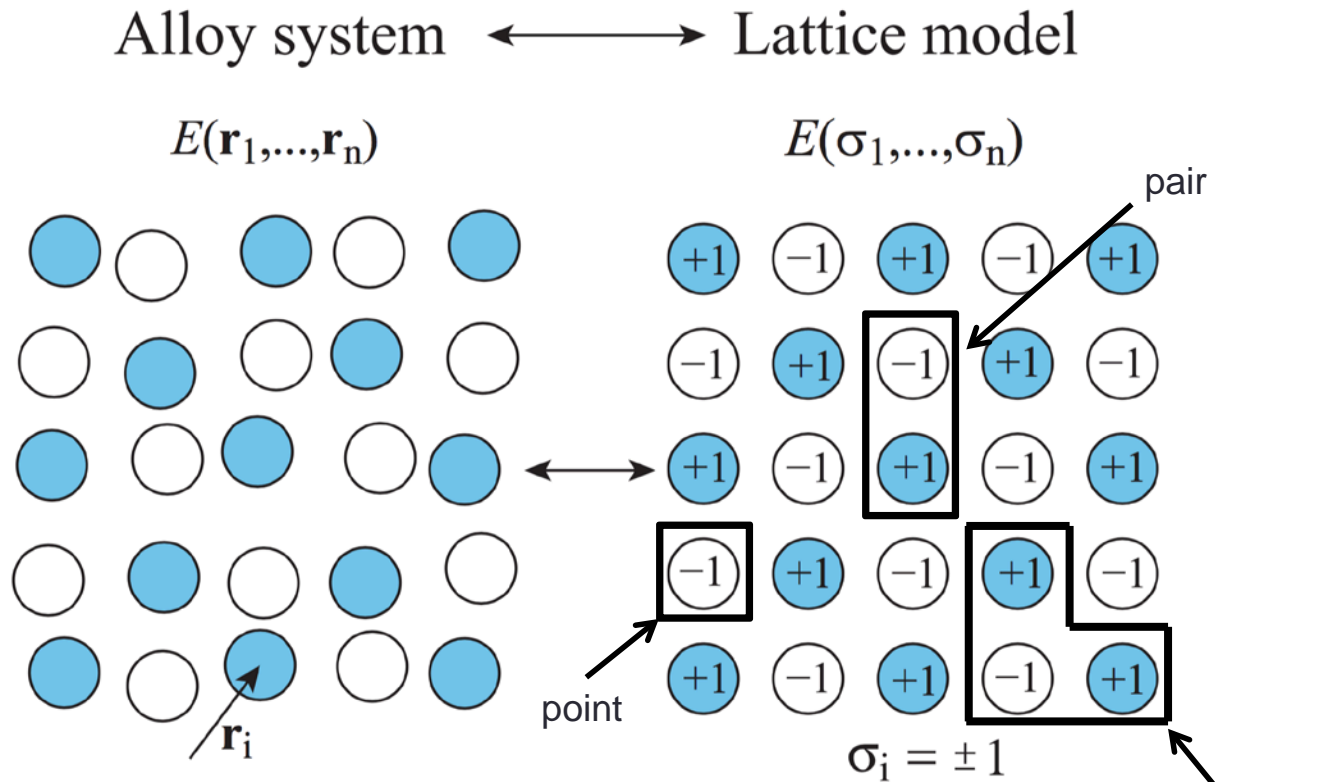 Alloy system ⟷ Lattice model
E(r1,...,rn) E(σ1,...,σn)
pair
+1 −1 +1 −1 +1
−1 +1 −1 +1 −1
+1 −1 +1 −1 +1
−1 +1 −1 +1 −1
+1 −1 +1 −1 +1
point
ri
σi = ±1